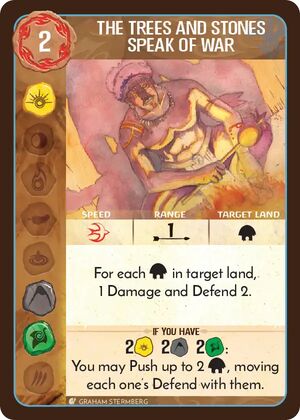 2
THE TREES AND STONES
SPEAK OF WAR
SPEED RANGE TARGET LAND
1
For each in target land,
1 Damage and Defend 2.
IF YOU HAVE
2 2 2 :
You may Push up to 2 , moving
each one's Defend with them.
GRAHAM STERMBERG